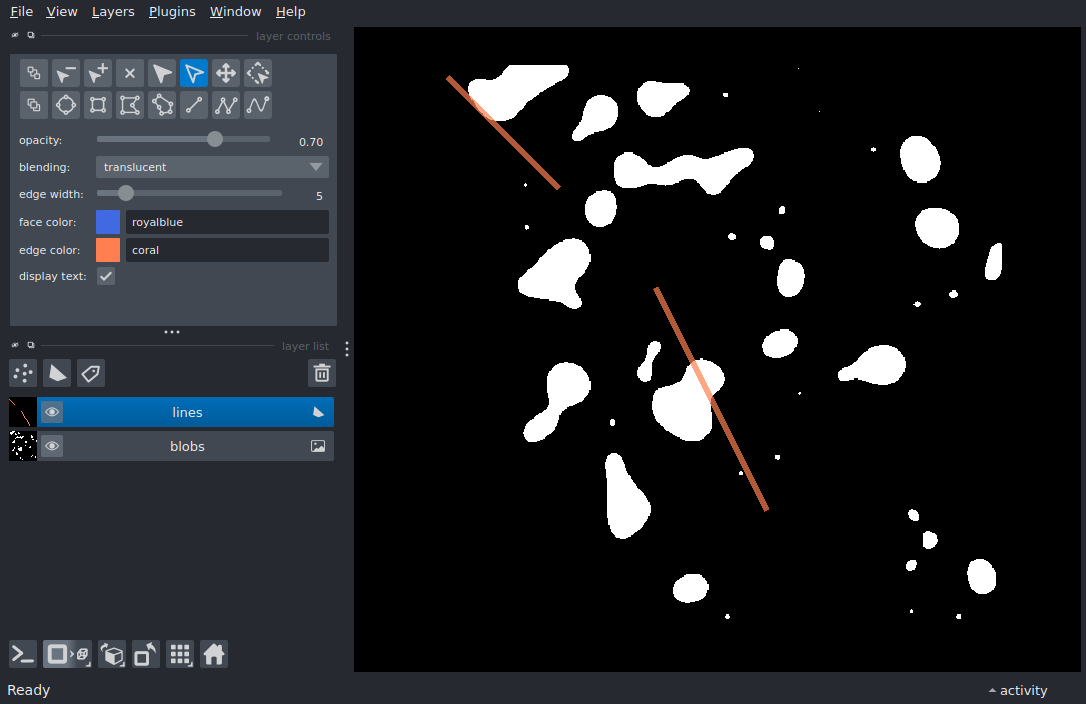 File View Layers Plugins Window Help
layer controls
opacity: 0.70
blending: translucent
edge width: 5
face color: royalblue
edge color: coral
display text:
layer list
lines
blobs
Ready
activity